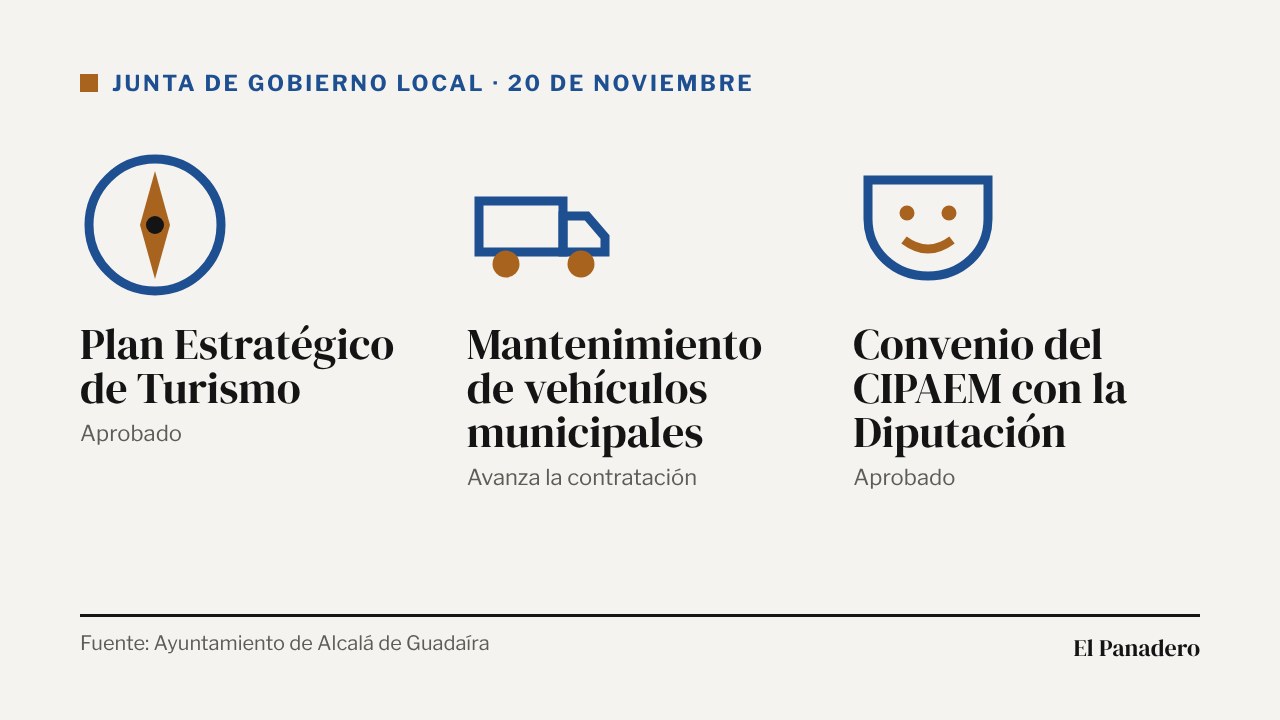 JUNTA DE GOBIERNO LOCAL · 20 DE NOVIEMBRE
Plan Estratégico
de Turismo
Aprobado
Mantenimiento
de vehículos
municipales
Avanza la contratación
Convenio del
CIPAEM con la
Diputación
Aprobado
Fuente: Ayuntamiento de Alcalá de Guadaíra
El Panadero